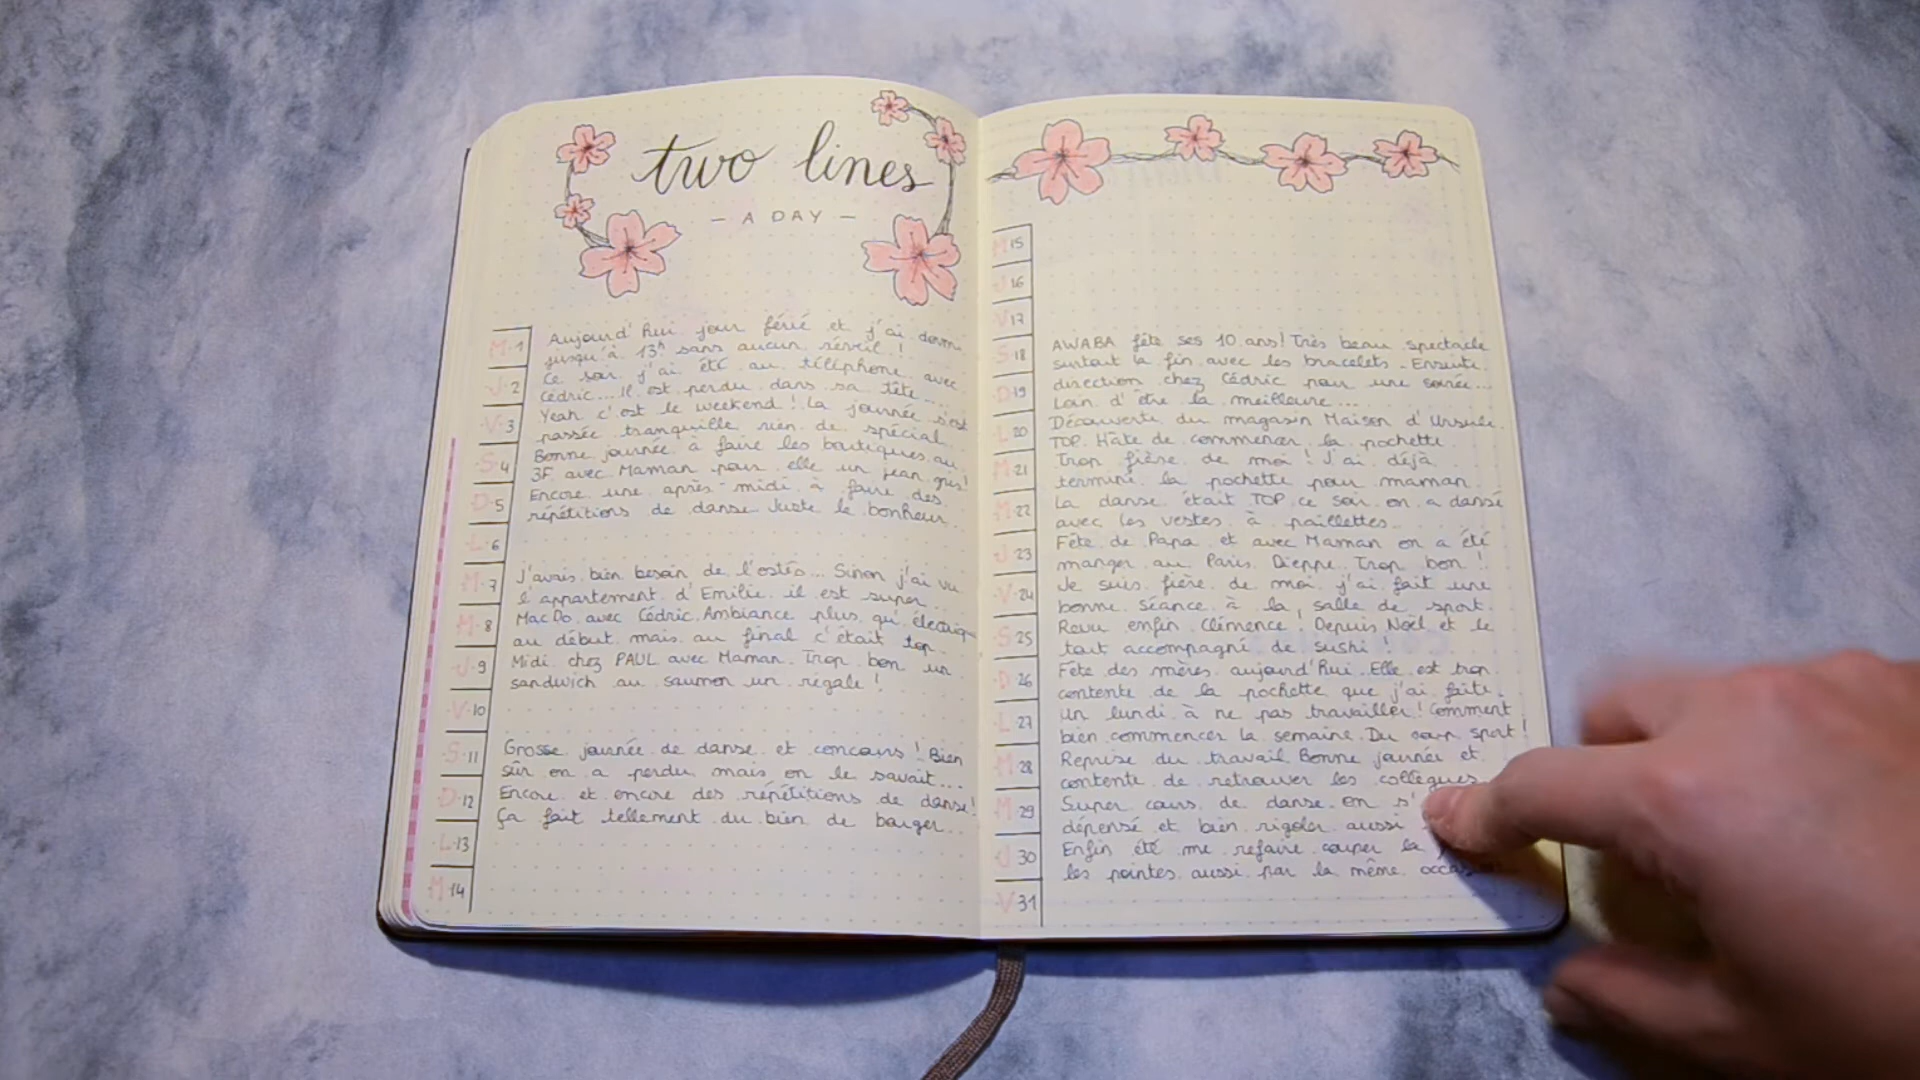 two lines
- A DAY -
M·1
J·2
V·3
S·4
D·5
L·6
M·7
M·8
J·9
V·10
S·11
D·12
L·13
M·14
Aujourd'hui jour férié et j'ai dormi
jusqu'à 13h sans aucun réveil !
Ce soir j'ai été au téléphone avec
Cédric... Il est perdu dans sa tête....
Yeah c'est le weekend ! La journée s'est
passée tranquille rien de spécial.
Bonne journée à faire les boutiques au
3F avec Maman pour elle un jean gris!
Encore une après-midi à faire des
répétitions de danse. Juste le bonheur...
J'avais bien besoin de l'ostéo... Sinon j'ai vu
l'appartement d'Emilie, il est super.
MacDo avec Cédric. Ambiance plus qu'électriq
au début mais au final c'était top.
Midi chez PAUL avec Maman. Trop bon un
sandwich au saumon un régale !
Grosse journée de danse et concours ! Bien
sûr on a perdu mais on le savait...
Encore et encore des répétitions de danse!
ça fait tellement du bien de bouger...
M·15
J·16
V·17
S·18
D·19
L·20
M·21
M·22
J·23
V·24
S·25
D·26
L·27
M·28
M·29
J·30
V·31
AWABA fête ses 10 ans! Très beau spectacle
surtout la fin avec les bracelets. Ensuite
direction chez Cédric pour une soirée...
Loin d'être la meilleure...
Découverte du magasin Maison d'Ursule.
TOP. Hâte de commencer la pochette.
Trop fière de moi ! J'ai déjà
terminé la pochette pour maman.
La danse était TOP ce soir on a dansé
avec les vestes à paillettes.
Fête de Papa et avec Maman on a été
manger au Paris Dieppe. Trop bon !
Je suis fière de moi j'ai fait une
bonne séance à la salle de sport.
Revu enfin Clémence ! Depuis Noël et le
tout accompagné de sushi !
Fête des mères aujourd'hui. Elle est trop
contente de la pochette que j'ai faite.
Un lundi à ne pas travailler ! Comment
bien commencer la semaine. Du sport !
Reprise du travail. Bonne journée et
contente de retrouver les collègues
Super cours de danse on s'
dépensé et bien rigoler aussi
Enfin été me refaire couper la
les pointes aussi par la même